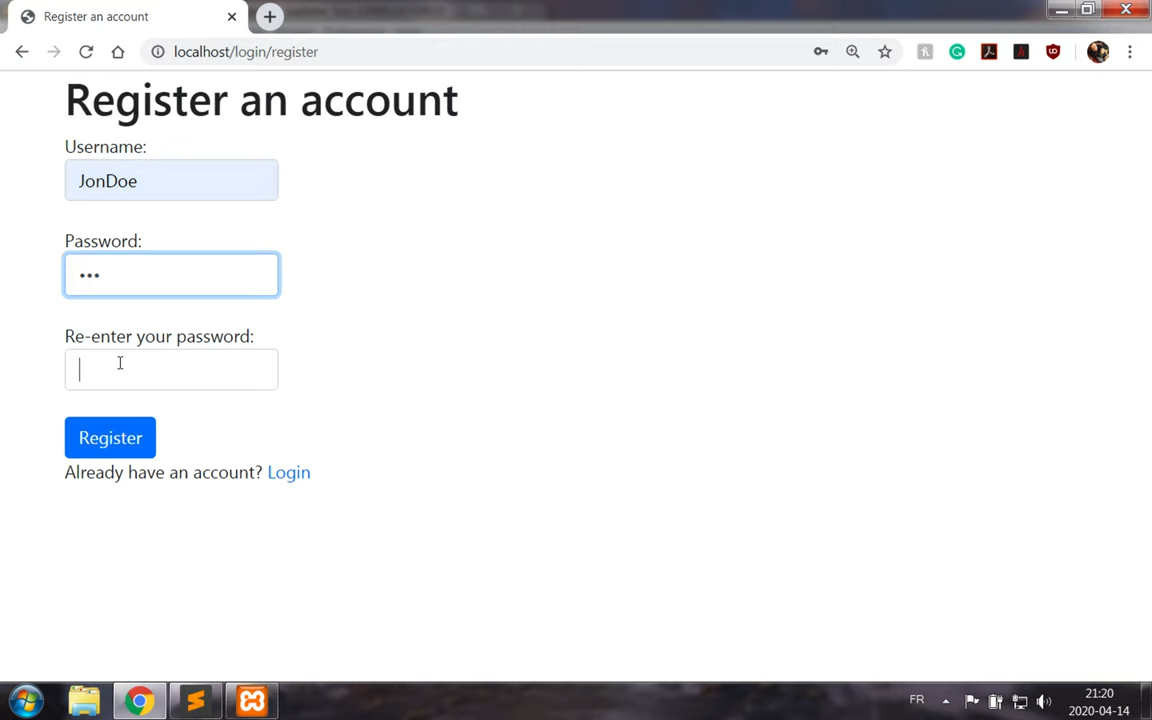 Register an account
localhost/login/register
Register an account
Username:
JonDoe
Password:
•••
Re-enter your password:
Register
Already have an account? Login
FR
21:20
2020-04-14